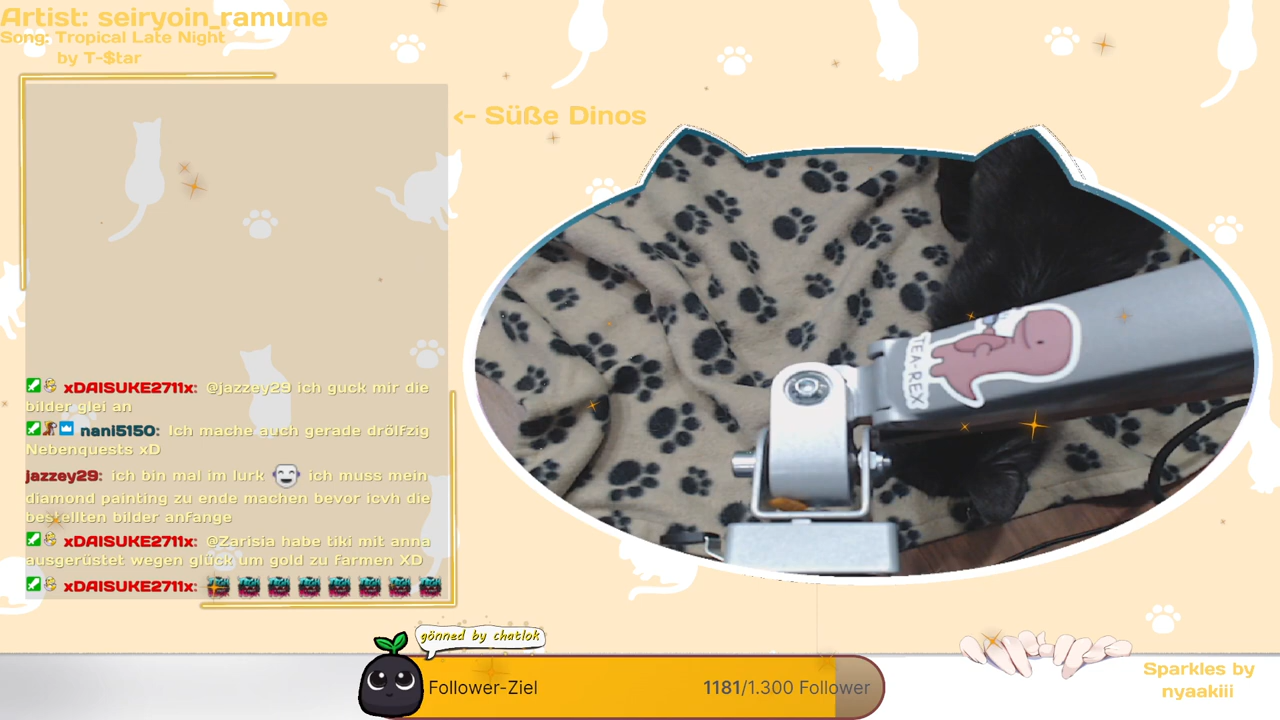 Artist: seiryoin_ramune
Song: Tropical Late Night
by T-$tar
<- Süße Dinos
xDAISUKE2711x: @jazzey29 ich guck mir die
bilder glei an
nani5150: Ich mache auch gerade drölfzig
Nebenquests xD
jazzey29: ich bin mal im lurk ich muss mein
diamond painting zu ende machen bevor icvh die
bestellten bilder anfange
xDAISUKE2711x: @Zarisia habe tiki mit anna
ausgerüstet wegen glück um gold zu farmen XD
xDAISUKE2711x:
TEA-REX
gönned by chatlok
Follower-Ziel
1181/1.300 Follower
Sparkles by
nyaakiii